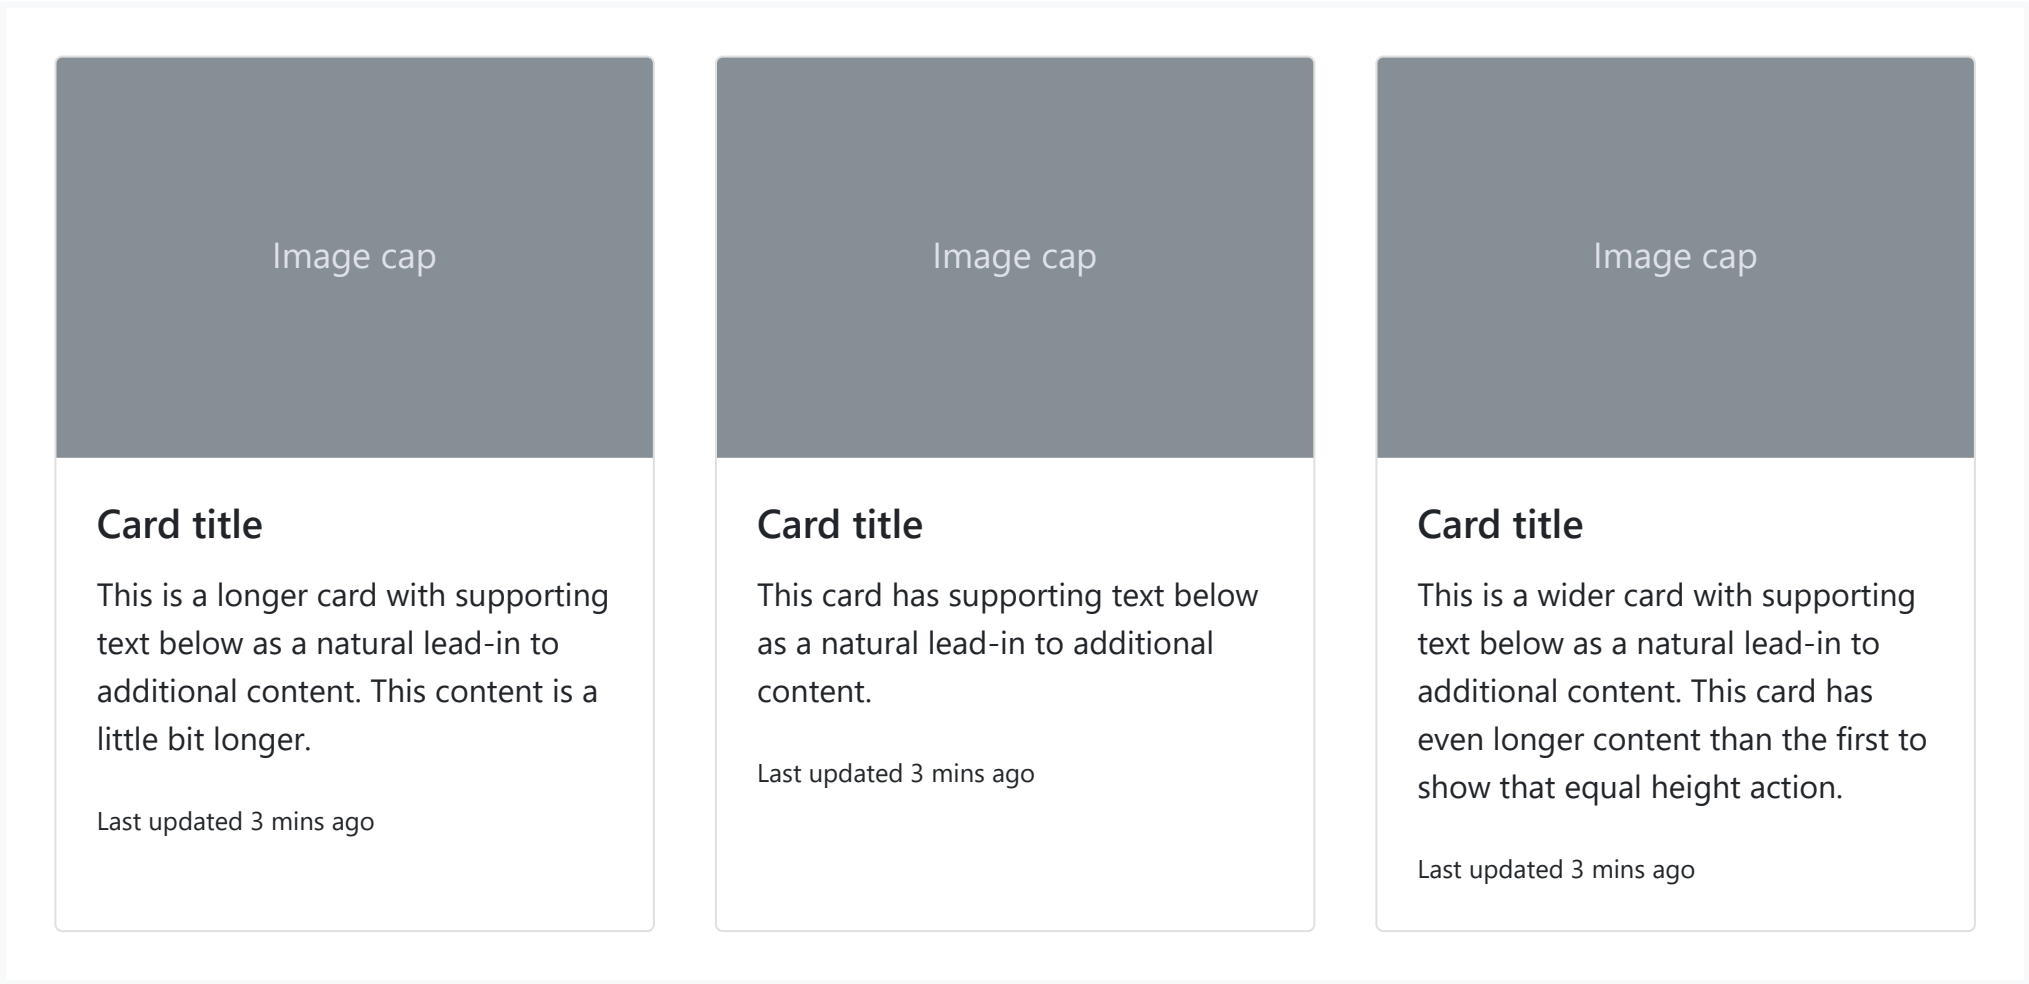 Image cap
Card title
This is a longer card with supporting
text below as a natural lead-in to
additional content. This content is a
little bit longer.
Last updated 3 mins ago
Image cap
Card title
This card has supporting text below
as a natural lead-in to additional
content.
Last updated 3 mins ago
Image cap
Card title
This is a wider card with supporting
text below as a natural lead-in to
additional content. This card has
even longer content than the first to
show that equal height action.
Last updated 3 mins ago